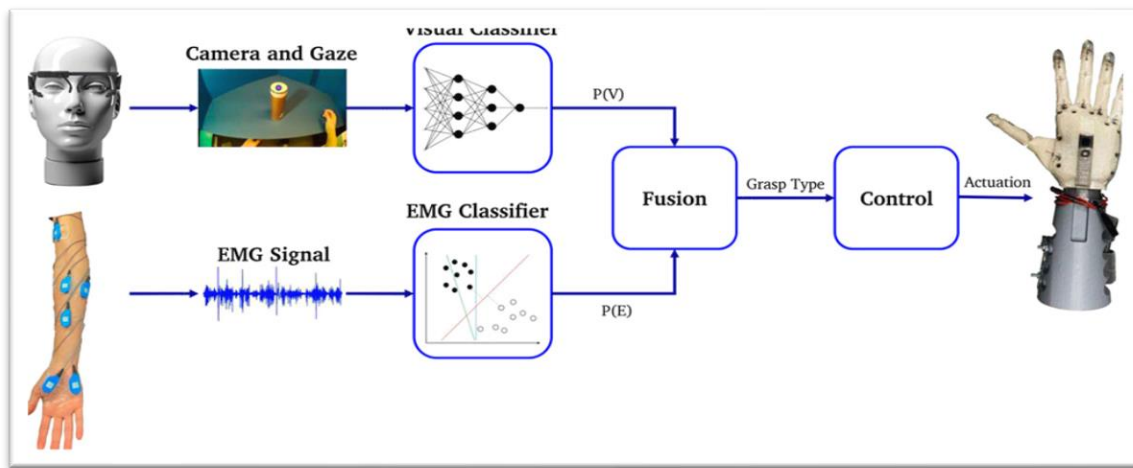 Visual Classifier
Camera and Gaze
P(V)
Fusion
Grasp Type
Control
Actuation
EMG Classifier
EMG Signal
P(E)